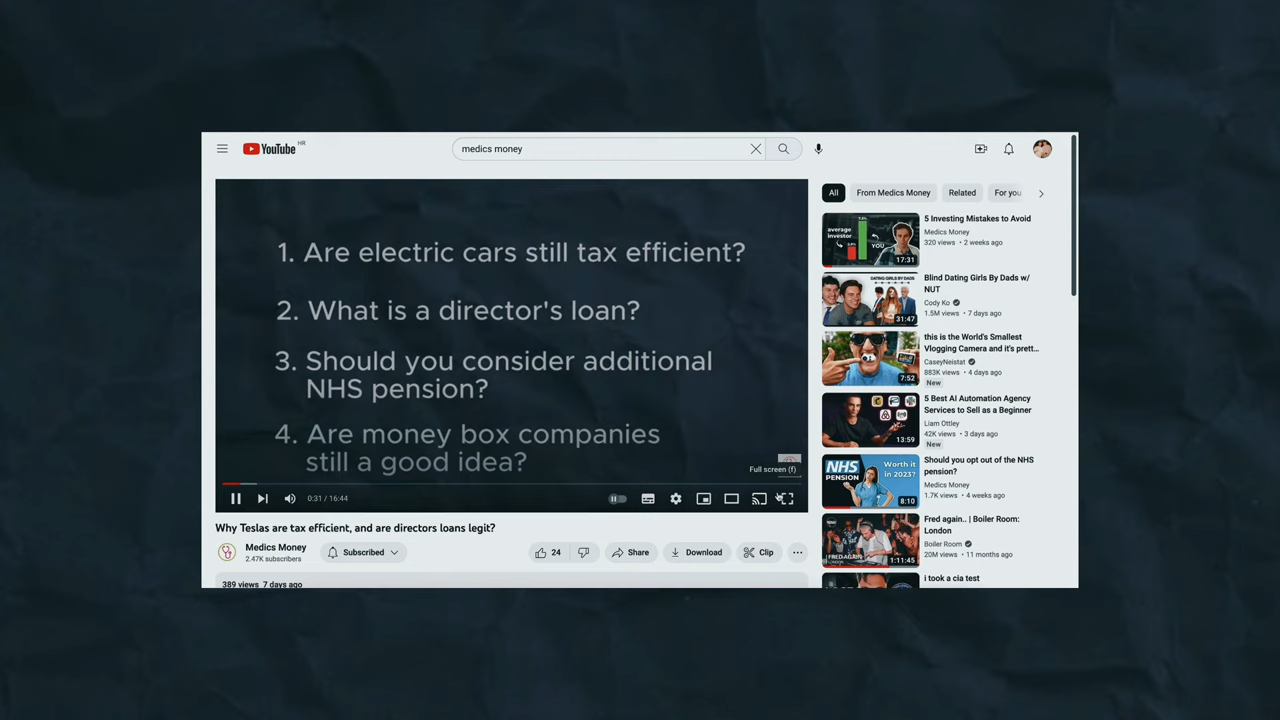 YouTube HR
medics money
1. Are electric cars still tax efficient?
2. What is a director's loan?
3. Should you consider additional
NHS pension?
4. Are money box companies
still a good idea?
Full screen (f)
0:31 / 16:44
Why Teslas are tax efficient, and are directors loans legit?
Medics Money
2.47K subscribers
Subscribed
24
Share
Download
Clip
389 views 7 days ago
All
From Medics Money
Related
For you
average
investor
YOU
17:31
5 Investing Mistakes to Avoid
Medics Money
320 views • 2 weeks ago
31:47
Blind Dating Girls By Dads w/
NUT
Cody Ko
1.5M views • 7 days ago
7:52
this is the World's Smallest
Vlogging Camera and it's prett...
CaseyNeistat
883K views • 4 days ago
New
13:59
5 Best AI Automation Agency
Services to Sell as a Beginner
Liam Ottley
42K views • 3 days ago
New
NHS
PENSION
Worth it
in 2023?
8:10
Should you opt out of the NHS
pension?
Medics Money
1.7K views • 4 weeks ago
FRED AGAIN..
1:11:45
Fred again.. | Boiler Room:
London
Boiler Room
20M views • 11 months ago
i took a cia test